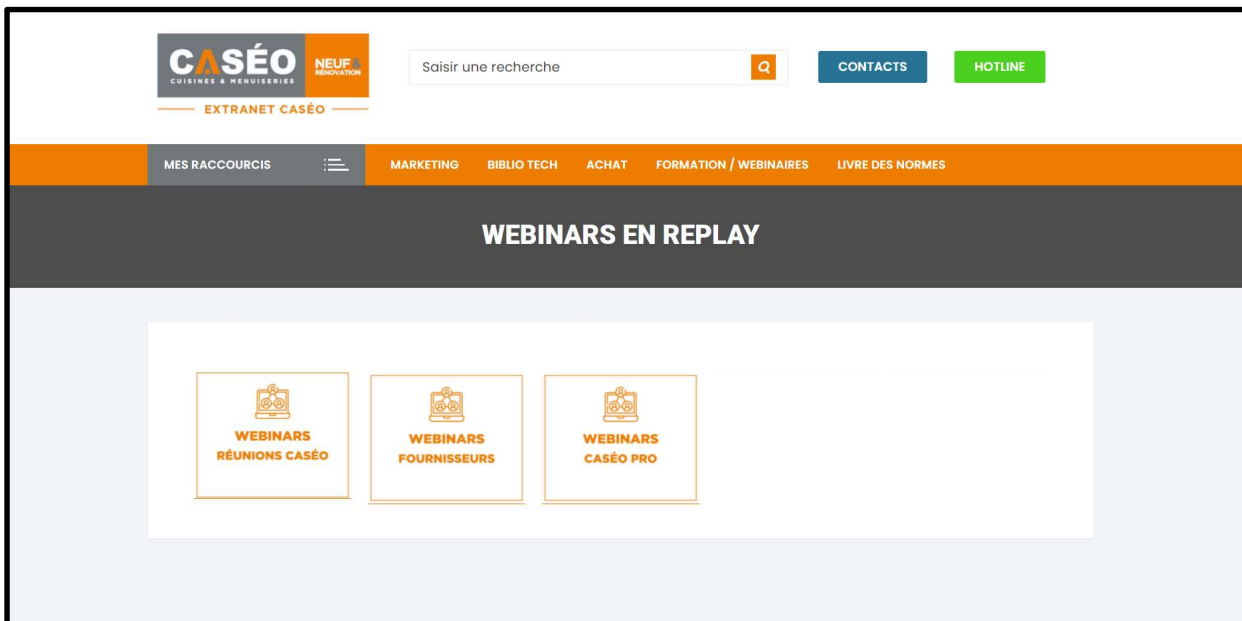 CASÉO
CUISINES & MENUISERIES
NEUF &
RÉNOVATION
EXTRANET CASÉO
Saisir une recherche
CONTACTS
HOTLINE
MES RACCOURCIS
MARKETING
BIBLIO TECH
ACHAT
FORMATION / WEBINAIRES
LIVRE DES NORMES
WEBINARS EN REPLAY
WEBINARS
RÉUNIONS CASÉO
WEBINARS
FOURNISSEURS
WEBINARS
CASÉO PRO